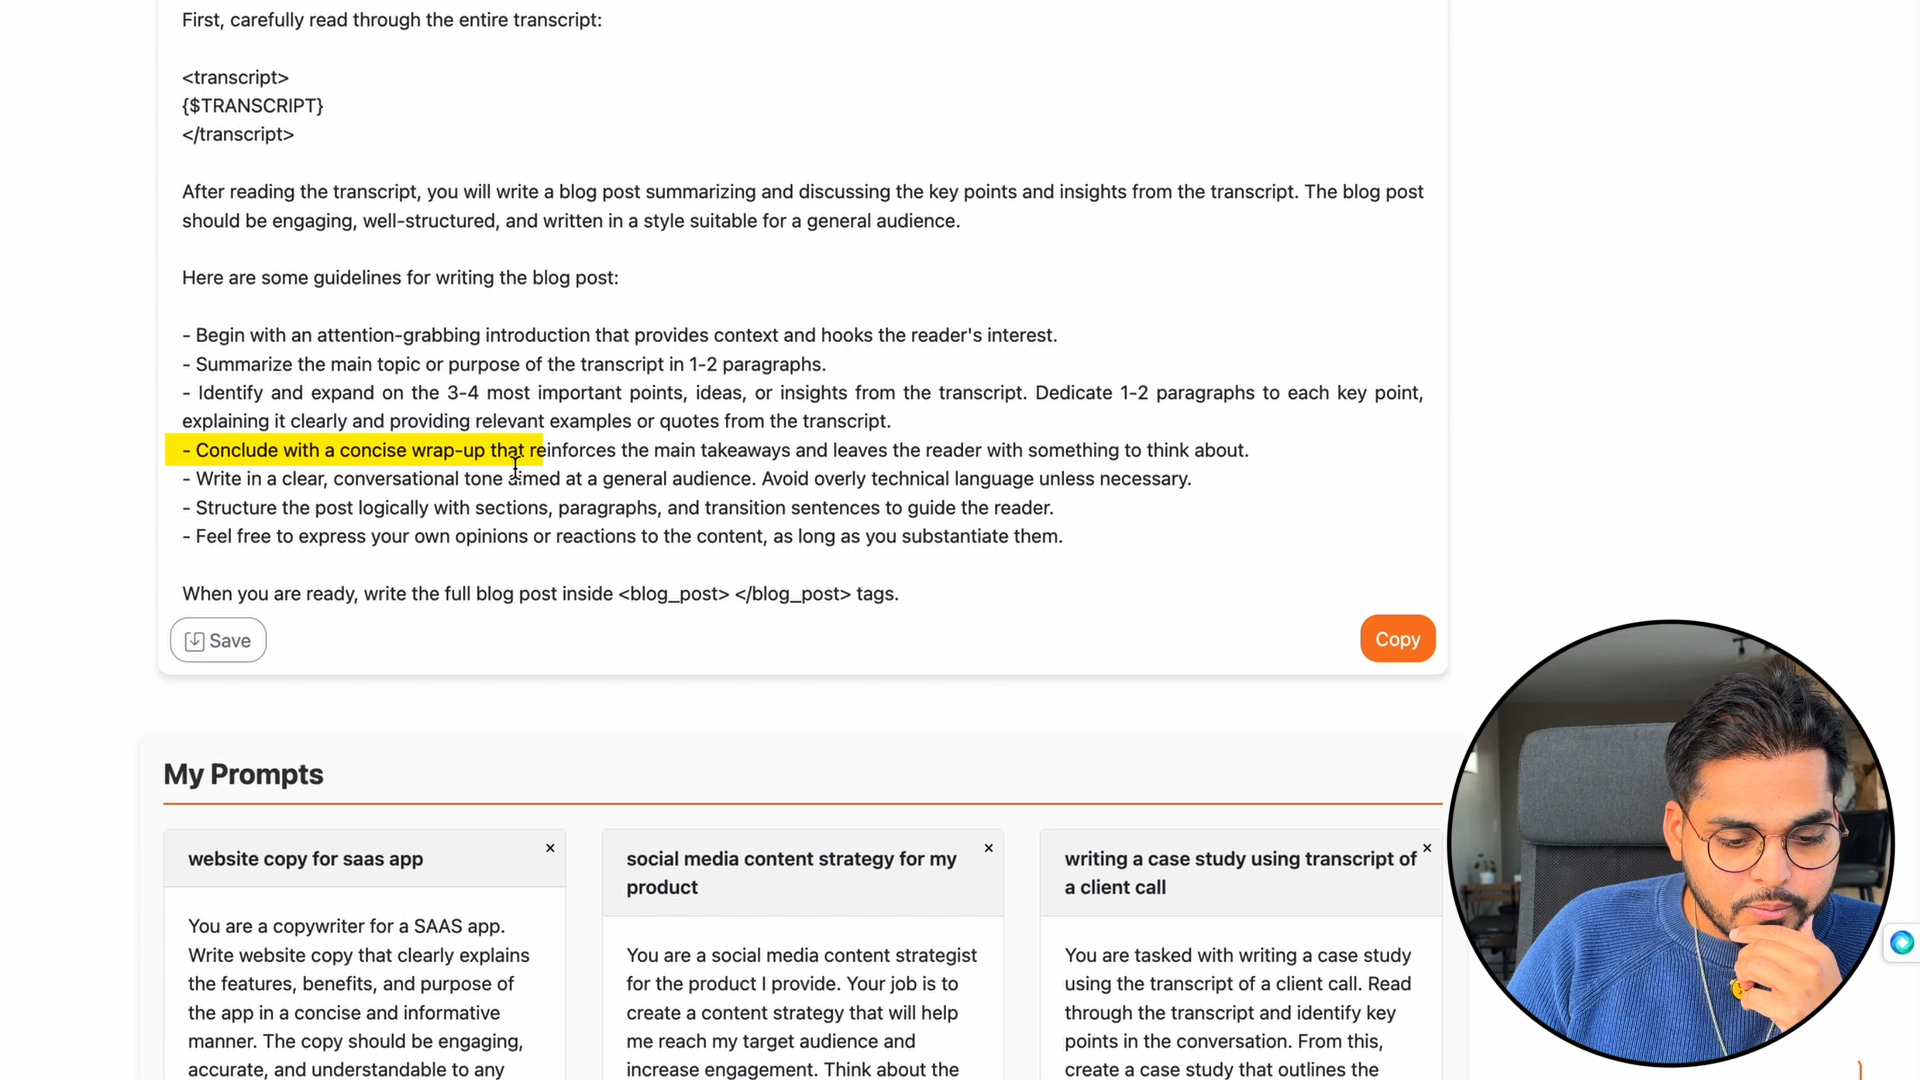 First, carefully read through the entire transcript:
<transcript>
{$TRANSCRIPT}
</transcript>
After reading the transcript, you will write a blog post summarizing and discussing the key points and insights from the transcript. The blog post
should be engaging, well-structured, and written in a style suitable for a general audience.
Here are some guidelines for writing the blog post:
- Begin with an attention-grabbing introduction that provides context and hooks the reader's interest.
- Summarize the main topic or purpose of the transcript in 1-2 paragraphs.
- Identify and expand on the 3-4 most important points, ideas, or insights from the transcript. Dedicate 1-2 paragraphs to each key point,
explaining it clearly and providing relevant examples or quotes from the transcript.
- Conclude with a concise wrap-up that reinforces the main takeaways and leaves the reader with something to think about.
- Write in a clear, conversational tone aimed at a general audience. Avoid overly technical language unless necessary.
- Structure the post logically with sections, paragraphs, and transition sentences to guide the reader.
- Feel free to express your own opinions or reactions to the content, as long as you substantiate them.
When you are ready, write the full blog post inside <blog_post> </blog_post> tags.
Save
Copy
My Prompts
website copy for saas app
You are a copywriter for a SAAS app.
Write website copy that clearly explains
the features, benefits, and purpose of
the app in a concise and informative
manner. The copy should be engaging,
accurate, and understandable to any
social media content strategy for my
product
You are a social media content strategist
for the product I provide. Your job is to
create a content strategy that will help
me reach my target audience and
increase engagement. Think about the
writing a case study using transcript of
a client call
You are tasked with writing a case study
using the transcript of a client call. Read
through the transcript and identify key
points in the conversation. From this,
create a case study that outlines the